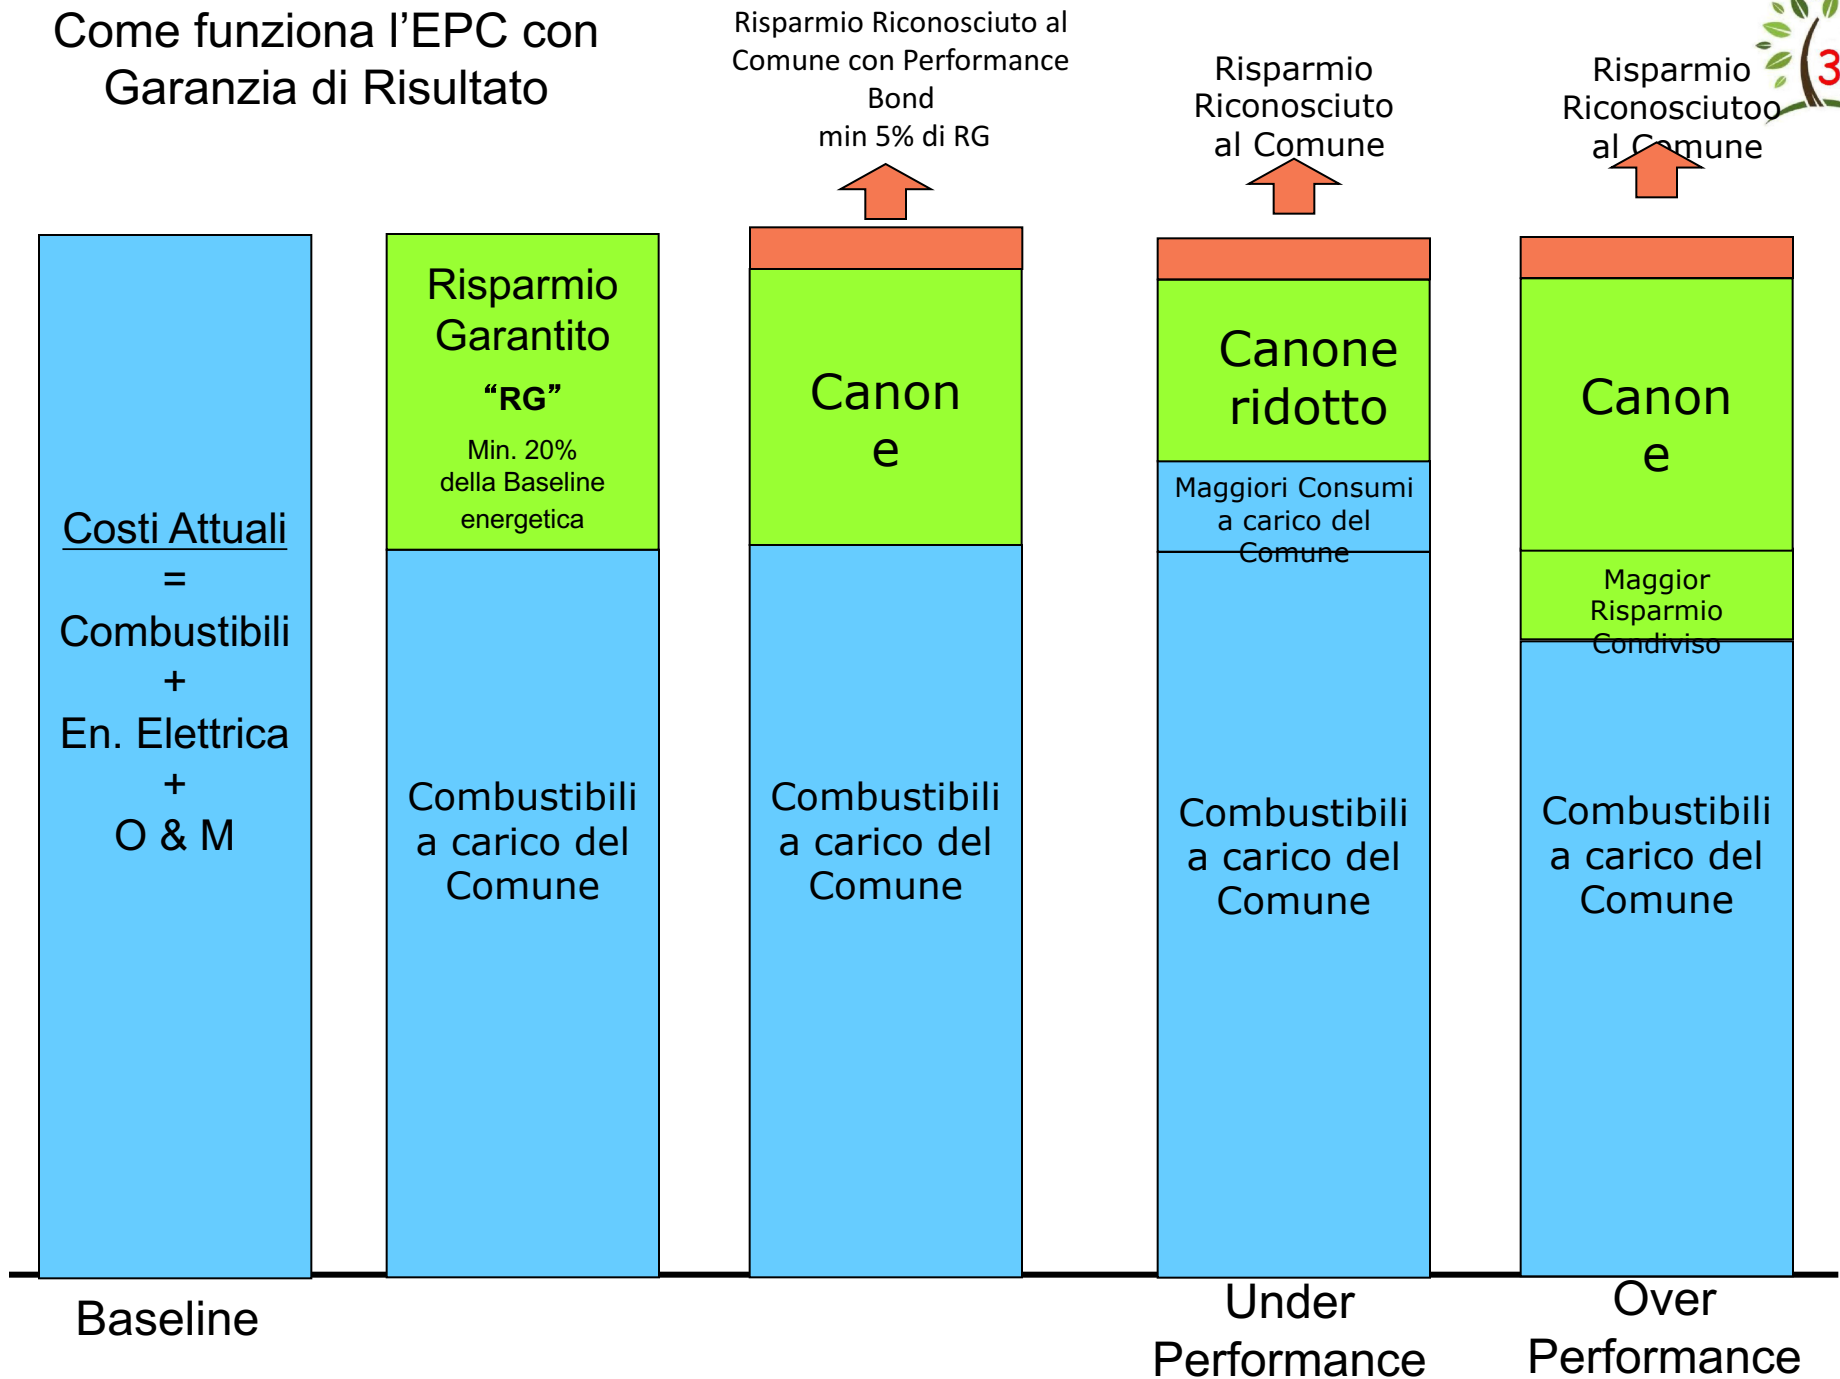 Come funziona l’EPC con
Garanzia di Risultato
Risparmio Riconosciuto al
Comune con Performance
Bond
min 5% di RG
Risparmio
Riconosciuto
al Comune
Risparmio
Riconosciutoo
al Comune
3
Costi Attuali
=
Combustibili
+
En. Elettrica
+
O & M
Risparmio
Garantito
“RG”
Min. 20%
della Baseline
energetica
Combustibili
a carico del
Comune
Canon
e
Combustibili
a carico del
Comune
Canone
ridotto
Maggiori Consumi
a carico del
Comune
Combustibili
a carico del
Comune
Canon
e
Maggior
Risparmio
Condiviso
Combustibili
a carico del
Comune
Baseline
Under
Performance
Over
Performance